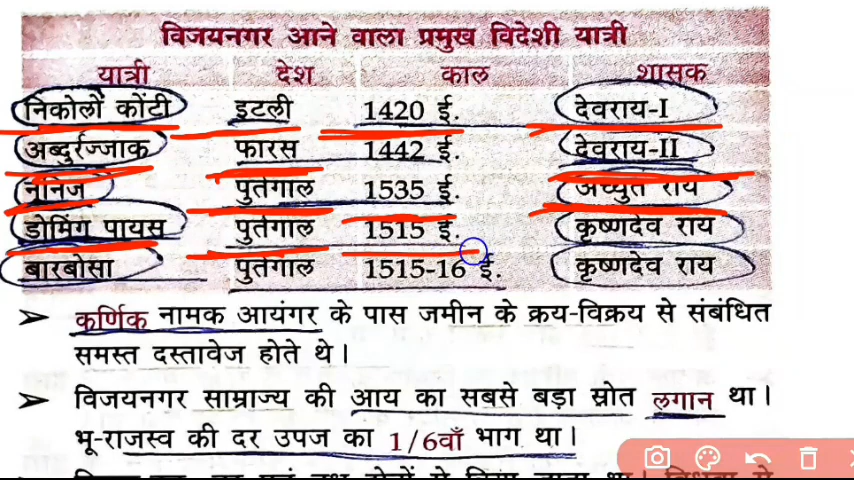 विजयनगर आने वाला प्रमुख विदेशी यात्री
यात्री देश काल शासक
निकोलो कोंटी इटली 1420 ई. देवराय-I
अब्दुर्रज्जाक फारस 1442 ई. देवराय-II
नूनिज पुर्तगाल 1535 ई. अच्युत राय
डोमिंग पायस पुर्तगाल 1515 ई. कृष्णदेव राय
बारबोसा पुर्तगाल 1515-16 ई. कृष्णदेव राय
➤ कर्णिक नामक आयंगर के पास जमीन के क्रय-विक्रय से संबंधित
समस्त दस्तावेज होते थे।
➤ विजयनगर साम्राज्य की आय का सबसे बड़ा स्रोत लगान था।
भू-राजस्व की दर उपज का 1/6वाँ भाग था।